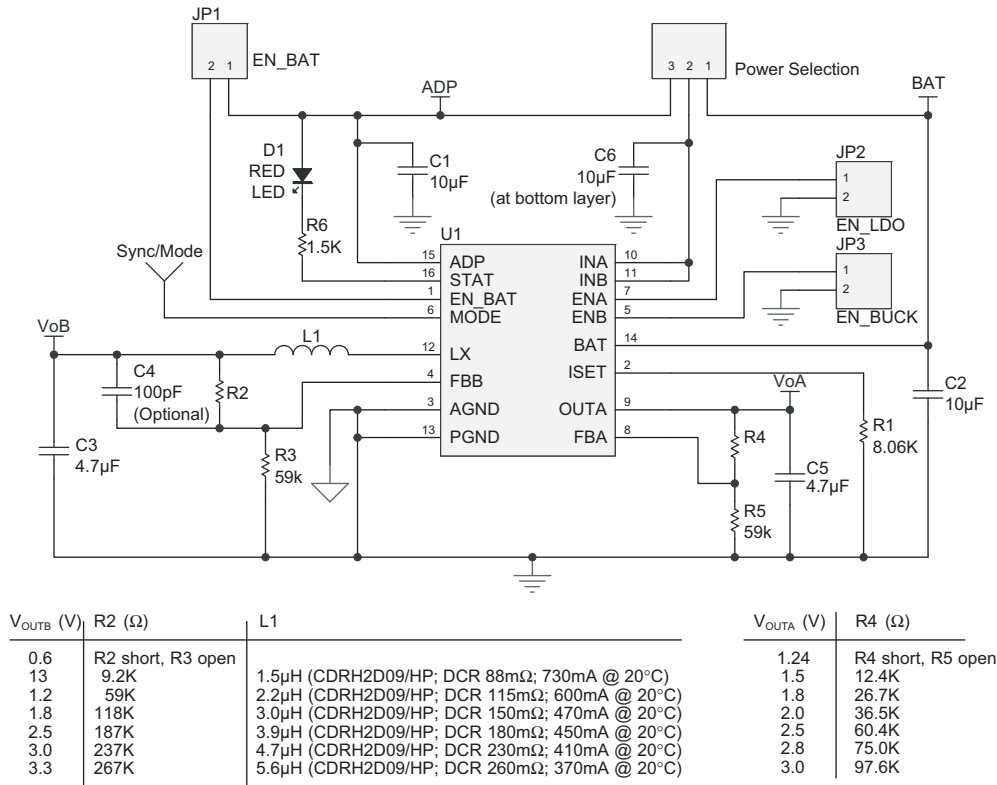 JP1
2 1
EN_BAT
3 2 1
Power Selection
ADP
BAT
D1
RED
LED
C1
10µF
C6
10µF
(at bottom layer)
JP2
1
2
EN_LDO
R6
1.5K
U1
JP3
1
2
EN_BUCK
Sync/Mode
15 ADP INA 10
16 STAT INB 11
1 EN_BAT ENA 7
6 MODE ENB 5
BAT 14
12 LX
ISET 2
4 FBB
3 AGND OUTA 9
13 PGND FBA 8
VoB
L1
C4
100pF
(Optional)
R2
VoA
C2
10µF
R1
8.06K
R4
C3
4.7µF
R3
59k
C5
4.7µF
R5
59k
VOUTB (V) R2 (Ω) L1
0.6 R2 short, R3 open
13 9.2K 1.5µH (CDRH2D09/HP; DCR 88mΩ; 730mA @ 20°C)
1.2 59K 2.2µH (CDRH2D09/HP; DCR 115mΩ; 600mA @ 20°C)
1.8 118K 3.0µH (CDRH2D09/HP; DCR 150mΩ; 470mA @ 20°C)
2.5 187K 3.9µH (CDRH2D09/HP; DCR 180mΩ; 450mA @ 20°C)
3.0 237K 4.7µH (CDRH2D09/HP; DCR 230mΩ; 410mA @ 20°C)
3.3 267K 5.6µH (CDRH2D09/HP; DCR 260mΩ; 370mA @ 20°C)
VOUTA (V) R4 (Ω)
1.24 R4 short, R5 open
1.5 12.4K
1.8 26.7K
2.0 36.5K
2.5 60.4K
2.8 75.0K
3.0 97.6K